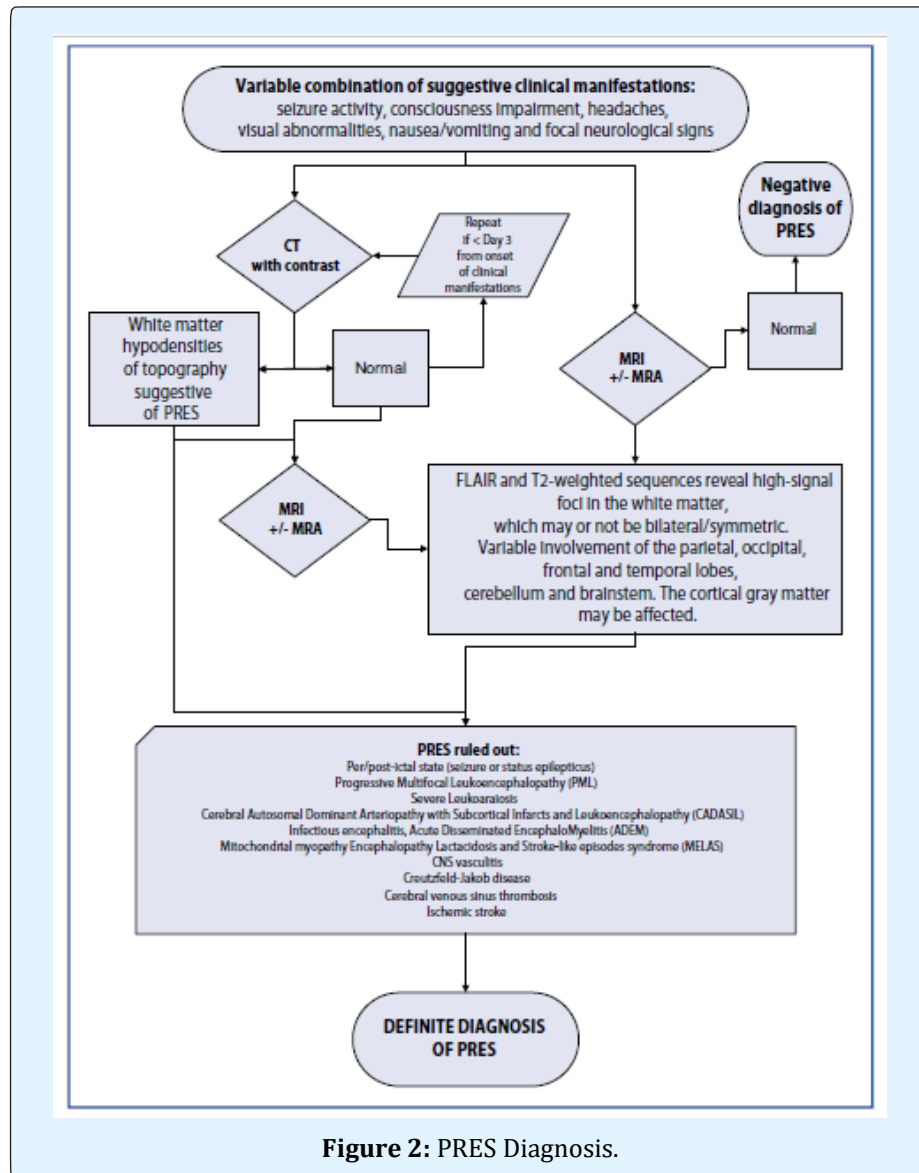 Variable combination of suggestive clinical manifestations:
seizure activity, consciousness impairment, headaches,
visual abnormalities, nausea/vomiting and focal neurological signs
Negative
diagnosis of
PRES
CT
with contrast
Repeat
if < Day 3
from onset
of clinical
manifestations
White matter
hypodensities
of topography
suggestive
of PRES
Normal
MRI
+/- MRA
Normal
MRI
+/- MRA
FLAIR and T2-weighted sequences reveal high-signal
foci in the white matter,
which may or not be bilateral/symmetric.
Variable involvement of the parietal, occipital,
frontal and temporal lobes,
cerebellum and brainstem. The cortical gray matter
may be affected.
PRES ruled out:
Per/post-ictal state (seizure or status epilepticus)
Progressive Multifocal Leukoencephalopathy (PML)
Severe Leukoaraiosis
Cerebral Autosomal Dominant Arteriopathy with Subcortical Infarcts and Leukoencephalopathy (CADASIL)
Infectious encephalitis, Acute Disseminated EncephaloMyelitis (ADEM)
Mitochondrial myopathy Encephalopathy Lactacidosis and Stroke-like episodes syndrome (MELAS)
CNS vasculitis
Creutzfeld-Jakob disease
Cerebral venous sinus thrombosis
Ischemic stroke
DEFINITE DIAGNOSIS
OF PRES
Figure 2: PRES Diagnosis.